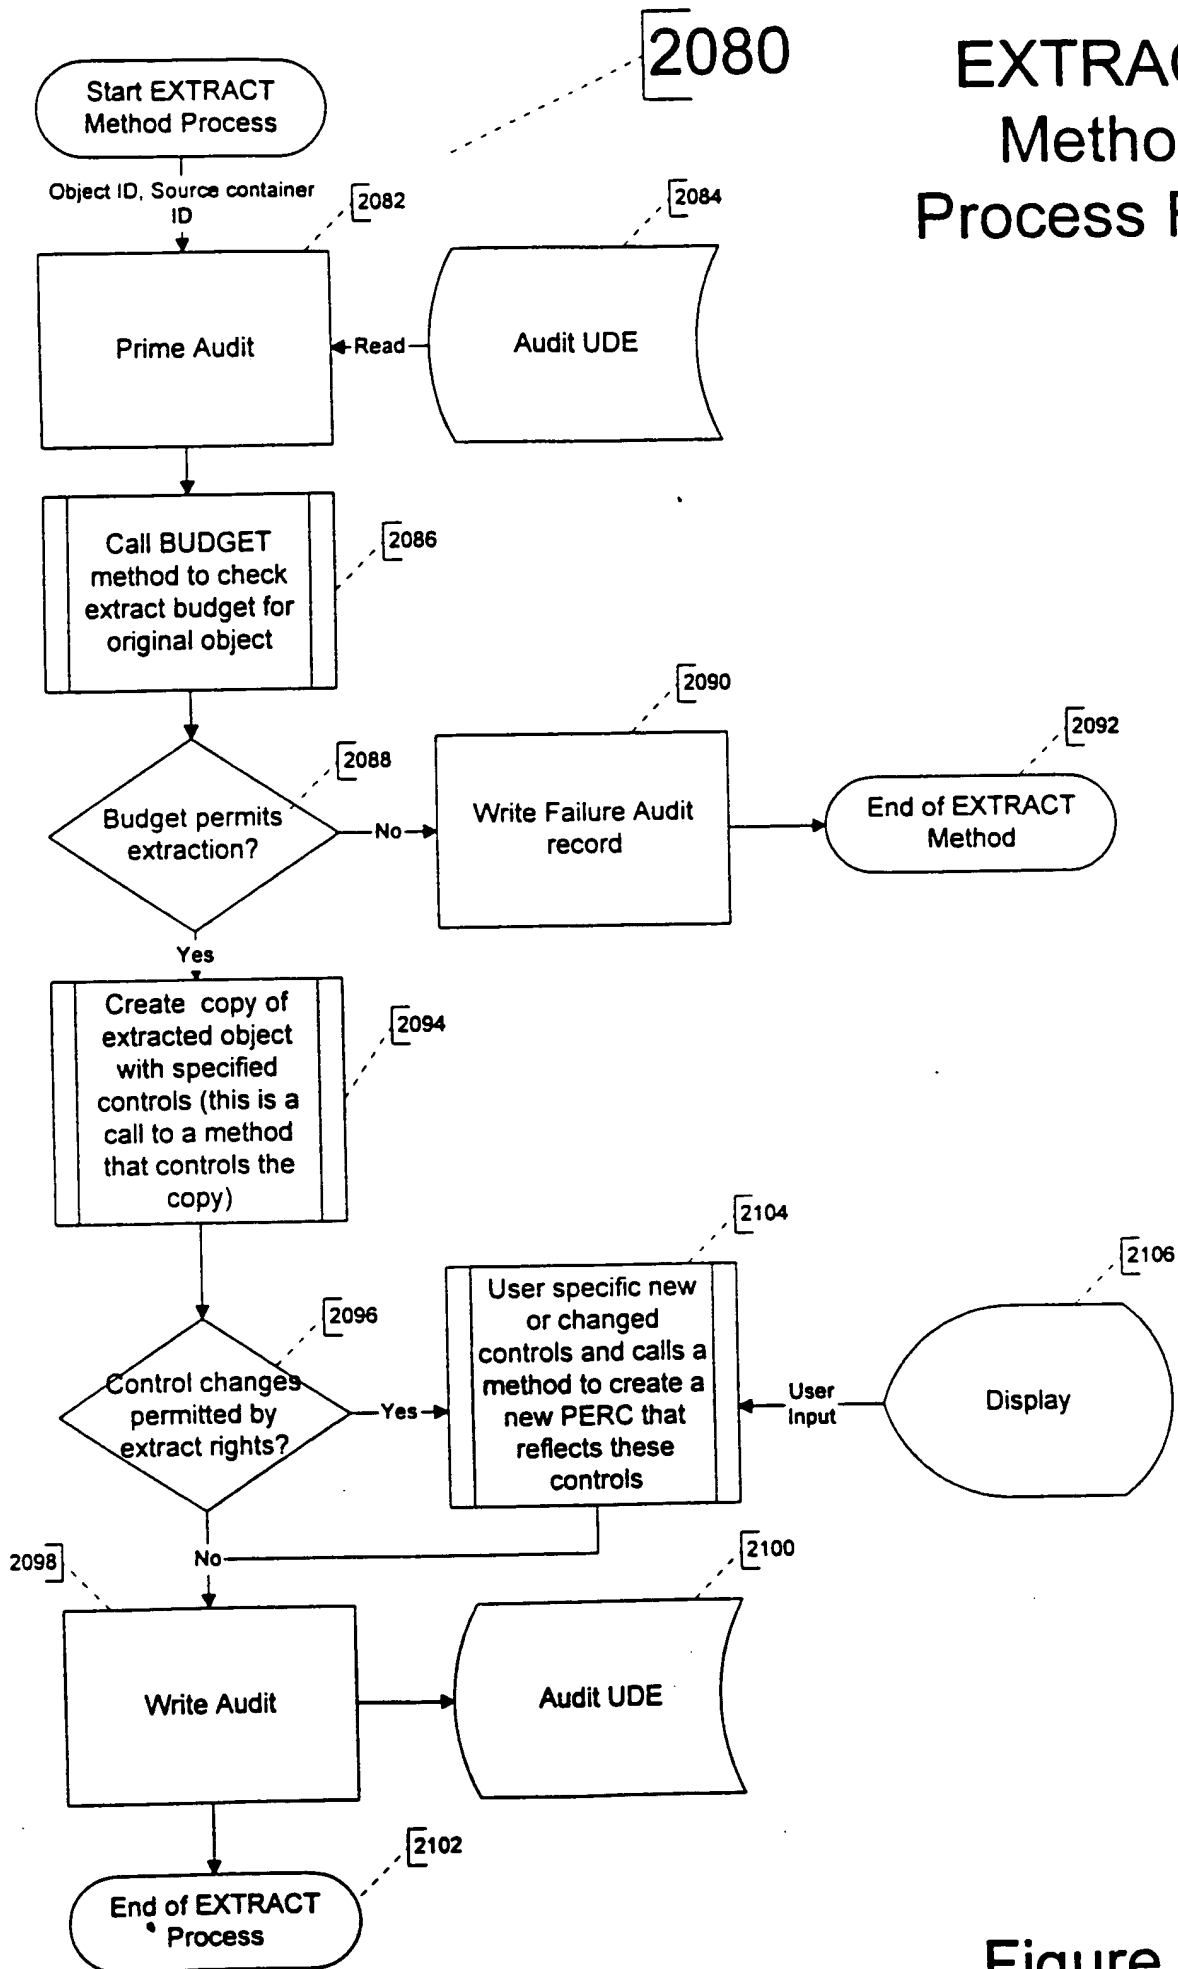 2080
EXTRAC
Metho
Process F
Start EXTRACT
Method Process
Object ID, Source container
ID
2082
2084
Prime Audit
Read
Audit UDE
Call BUDGET
method to check
extract budget for
original object
2086
2088
2090
2092
Budget permits
extraction?
No
Write Failure Audit
record
End of EXTRACT
Method
Yes
Create copy of
extracted object
with specified
controls (this is a
call to a method
that controls the
copy)
2094
2096
2104
2106
Control changes
permitted by
extract rights?
Yes
User specific new
or changed
controls and calls a
method to create a
new PERC that
reflects these
controls
User
Input
Display
No
2098
2100
Write Audit
Audit UDE
2102
End of EXTRACT
Process
Figure